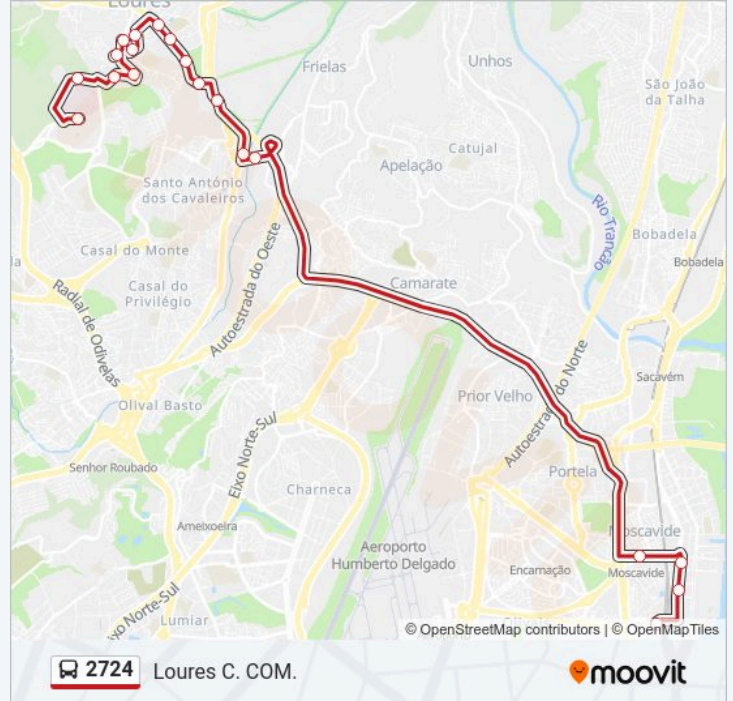 Loures
Frielas
Unhos
São João
da Talha
Catujal
Apelação
Santo António
dos Cavaleiros
Rio Trancão
Bobadela
Casal do Monte
Bobadela
la
Casal do
Privilégio
Camarate
Radial de Odivelas
Autoestrada do Oeste
Sacavém
Prior Velho
Olival Basto
Autoestrada do Norte
Eixo Norte-Sul
Senhor Roubado
Portela
Charneca
Ameixoeira
Moscavide
Aeroporto
Humberto Delgado
Encarnação
Moscavide
Eixo Norte-Sul
Lumiar
© OpenStreetMap contributors | © OpenMapTiles
2724 Loures C. COM.
moovit